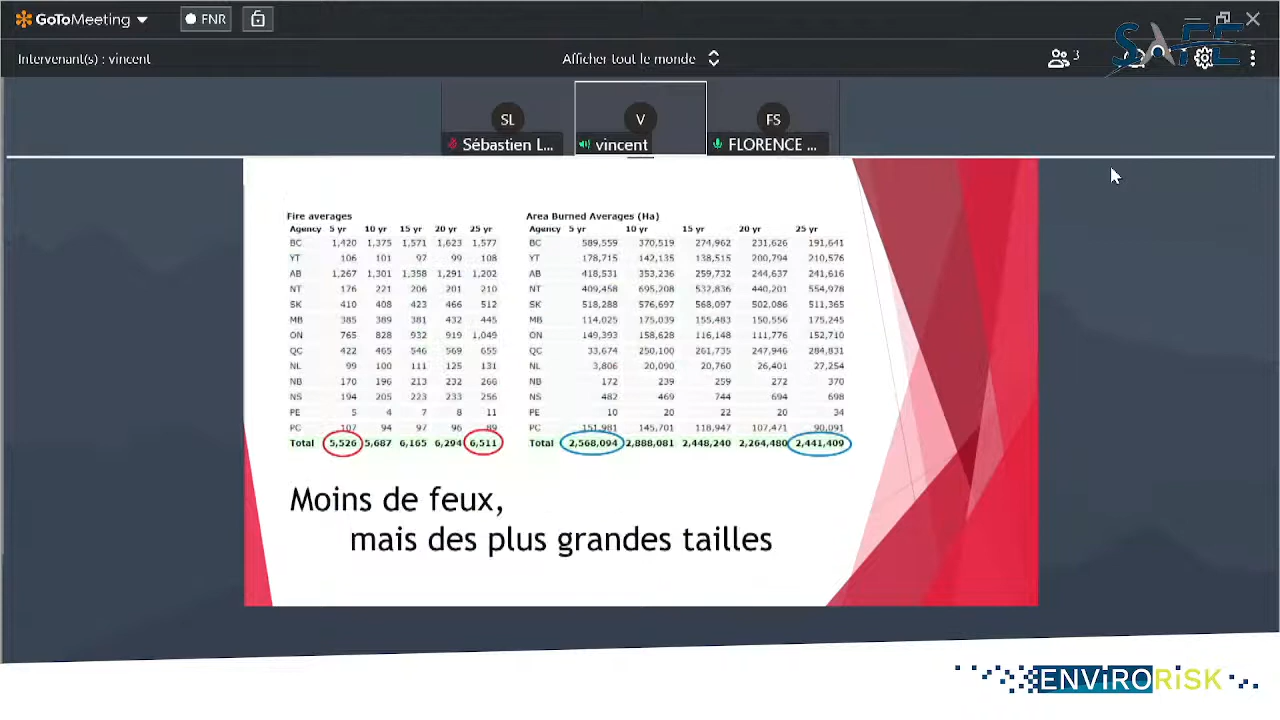 GoToMeeting
FNR
SAFE
Intervenant(s) : vincent
Afficher tout le monde
3
SL
V
FS
Sébastien L...
vincent
FLORENCE ...
Fire averages
Agency 5 yr 10 yr 15 yr 20 yr 25 yr
BC 1,420 1,375 1,571 1,623 1,577
YT 106 101 97 99 108
AB 1,267 1,301 1,358 1,291 1,202
NT 176 221 206 201 210
SK 410 408 423 466 512
MB 385 389 381 432 445
ON 765 828 932 919 1,049
QC 422 465 546 569 655
NL 99 100 111 125 131
NB 170 196 213 232 266
NS 194 205 223 233 256
PE 5 4 7 8 11
PC 107 94 97 96 89
Total 5,526 5,687 6,165 6,294 6,511
Area Burned Averages (Ha)
Agency 5 yr 10 yr 15 yr 20 yr 25 yr
BC 589,559 370,519 274,962 231,626 191,641
YT 178,715 142,135 138,515 200,794 210,576
AB 418,531 353,236 259,732 244,637 241,616
NT 409,458 695,208 532,836 440,201 554,978
SK 518,288 576,697 568,097 502,086 511,365
MB 114,025 175,039 155,483 150,556 175,245
ON 149,393 158,628 116,148 111,776 152,710
QC 33,674 250,100 261,735 247,946 284,831
NL 3,806 20,090 20,760 26,401 27,254
NB 172 239 259 272 370
NS 482 469 744 694 698
PE 10 20 22 20 34
PC 151,981 145,701 118,947 107,471 90,091
Total 2,568,094 2,888,081 2,448,240 2,264,480 2,441,409
Moins de feux,
mais des plus grandes tailles
ENViRORiSK